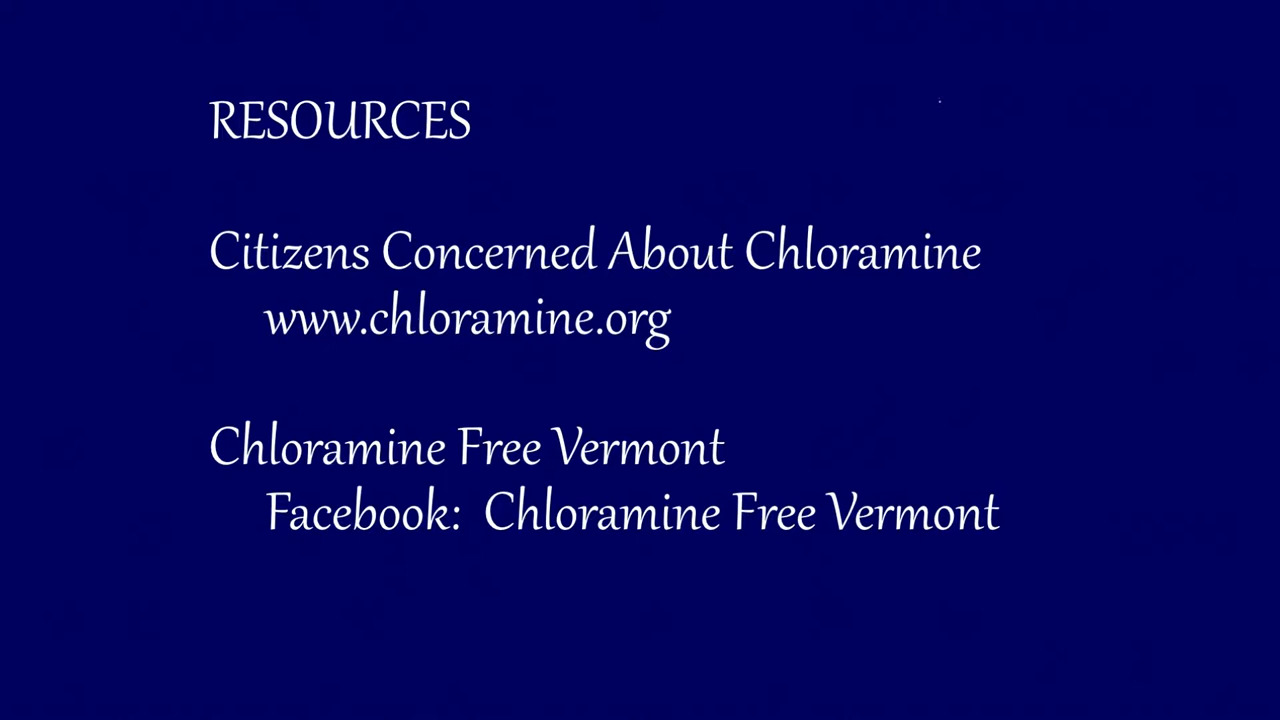 RESOURCES
Citizens Concerned About Chloramine
www.chloramine.org
Chloramine Free Vermont
Facebook: Chloramine Free Vermont